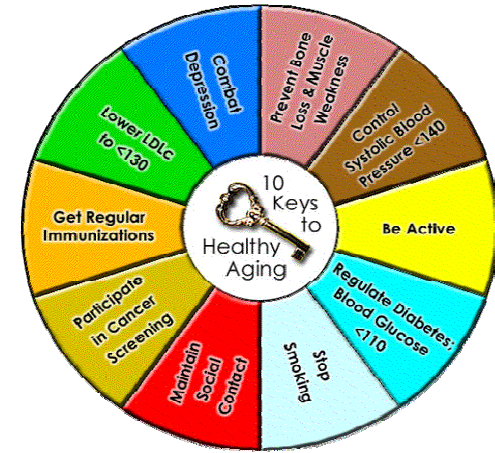 10
Keys
to
Healthy
Aging
Prevent Bone
Loss & Muscle
Weakness
Control
Systolic Blood
Pressure <140
Be Active
Regulate Diabetes:
Blood Glucose
<110
Stop
Smoking
Maintain
Social
Contact
Participate
in Cancer
Screening
Get Regular
Immunizations
Lower LDLc
to <130
Combat
Depression